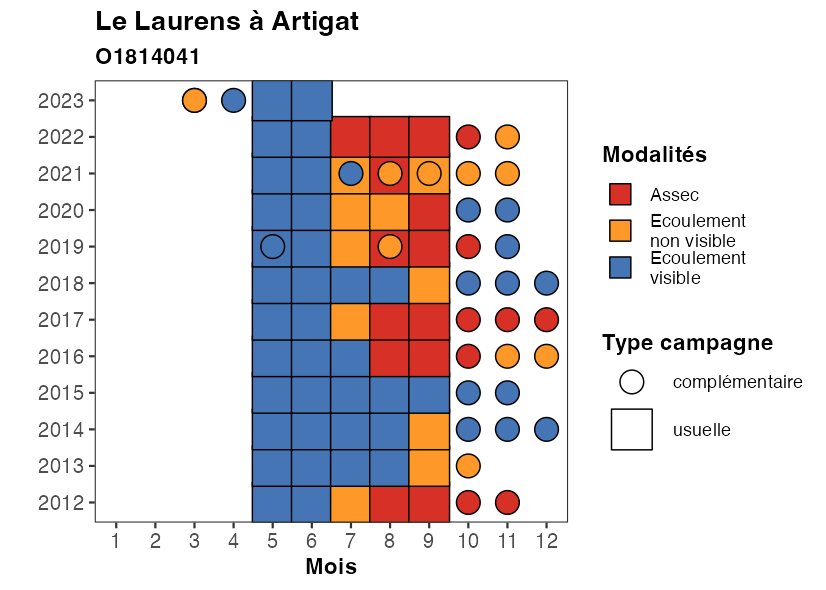 Le Laurens à Artigat
O1814041
2023
2022
2021
2020
2019
2018
2017
2016
2015
2014
2013
2012
1 2 3 4 5 6 7 8 9 10 11 12
Mois
Modalités
Assec
Ecoulement
non visible
Ecoulement
visible
Type campagne
complémentaire
usuelle